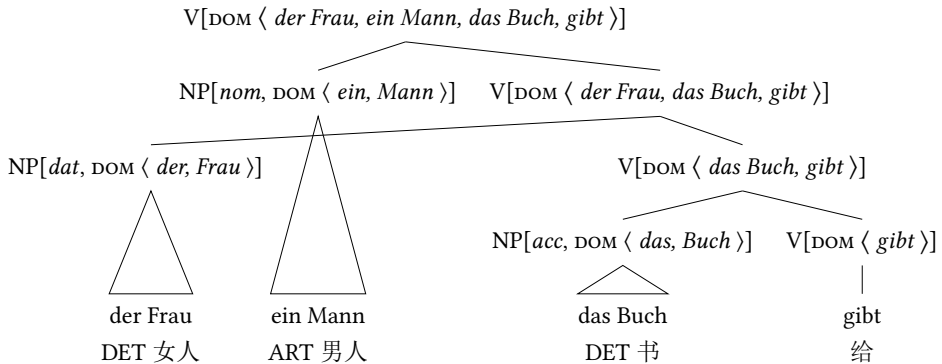 V[DOM ⟨ der Frau, ein Mann, das Buch, gibt ⟩]
NP[nom, DOM ⟨ ein, Mann ⟩] V[DOM ⟨ der Frau, das Buch, gibt ⟩]
NP[dat, DOM ⟨ der, Frau ⟩] V[DOM ⟨ das Buch, gibt ⟩]
NP[acc, DOM ⟨ das, Buch ⟩] V[DOM ⟨ gibt ⟩]
der Frau ein Mann das Buch gibt
DET 女人 ART 男人 DET 书 给